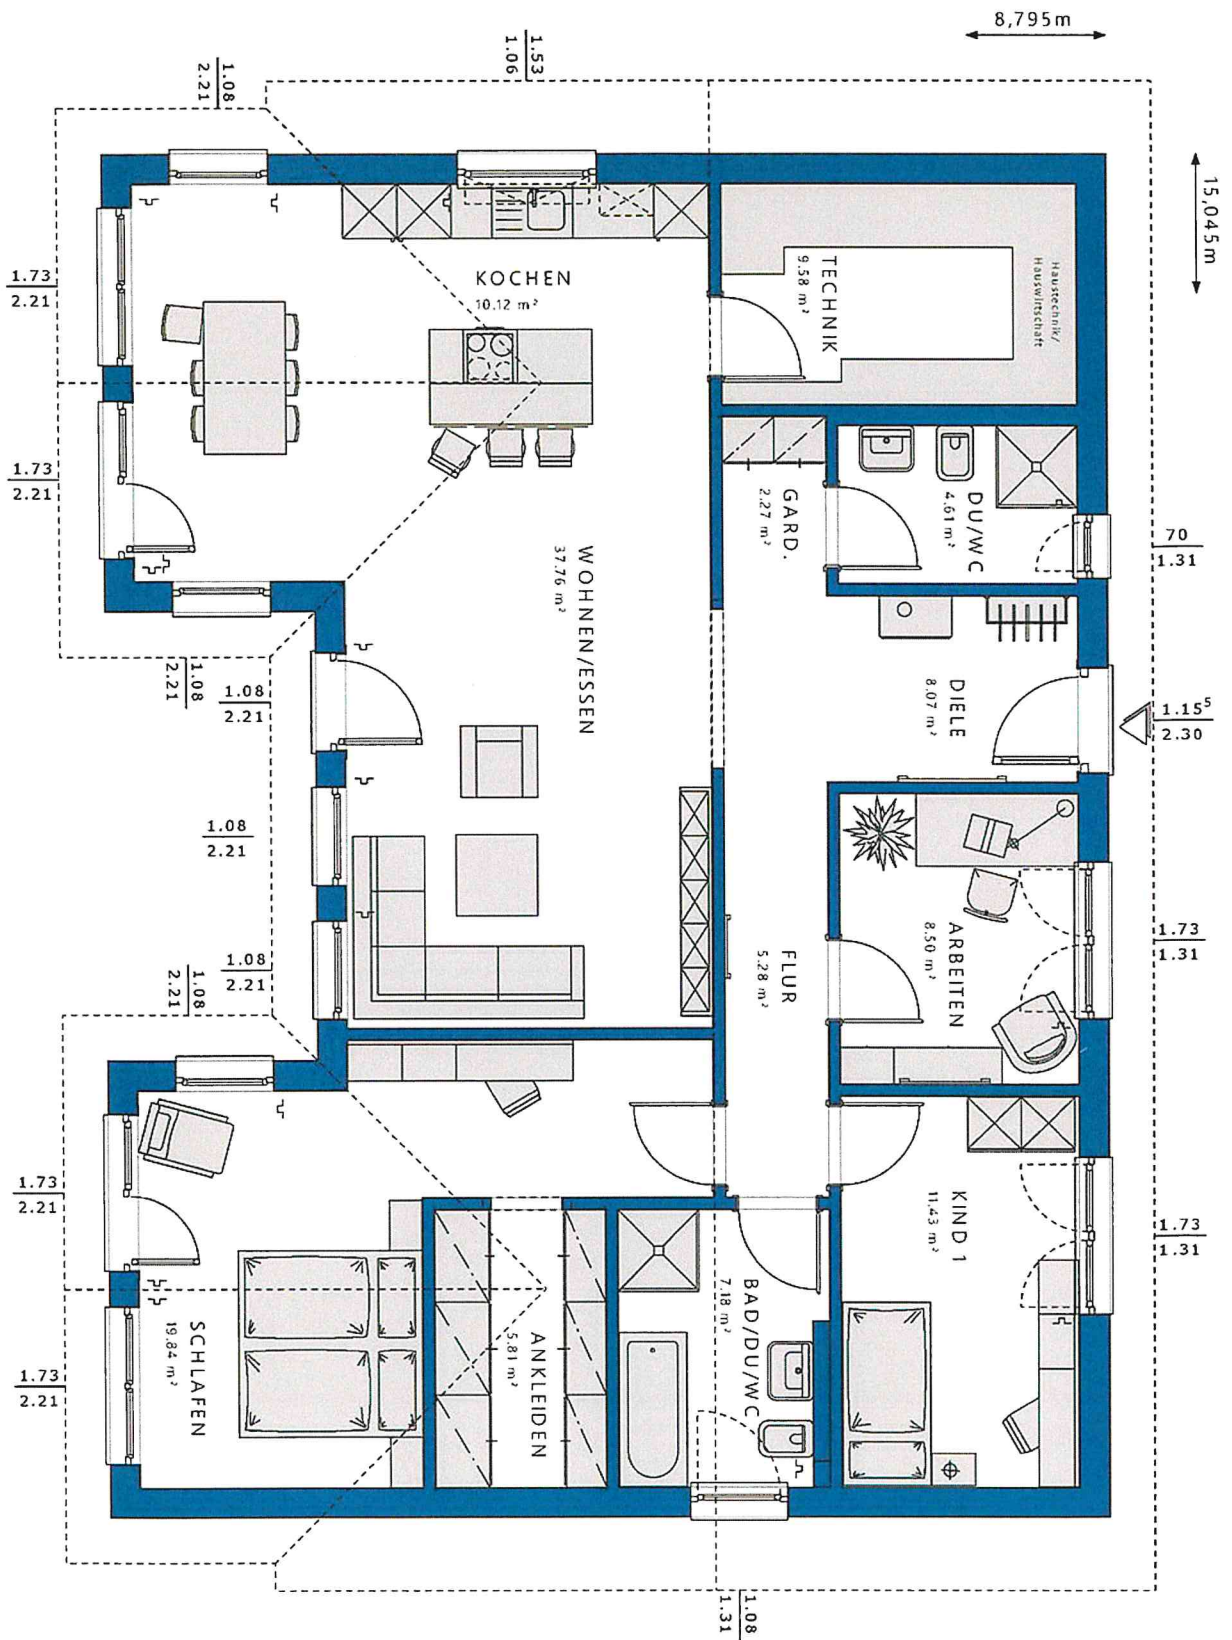 8,795m
15,045m
1.53
1.06
1.08
2.21
Haustechnik/
Hauswirtschaft
TECHNIK
9.58 m²
KOCHEN
10.12 m²
1.73
2.21
1.73
2.21
GARD.
2.27 m²
DU/WC
4.61 m²
70
1.31
WOHNEN/ESSEN
37.76 m²
1.08
2.21
1.08
2.21
DIELE
8.07 m²
1.15⁵
2.30
1.08
2.21
1.08
2.21
1.08
2.21
FLUR
5.28 m²
ARBEITEN
8.50 m²
1.73
1.31
1.73
2.21
KIND 1
11.43 m²
1.73
1.31
BAD/DU/WC
7.18 m²
ANKLEIDEN
5.81 m²
SCHLAFEN
19.84 m²
1.73
2.21
1.08
1.31